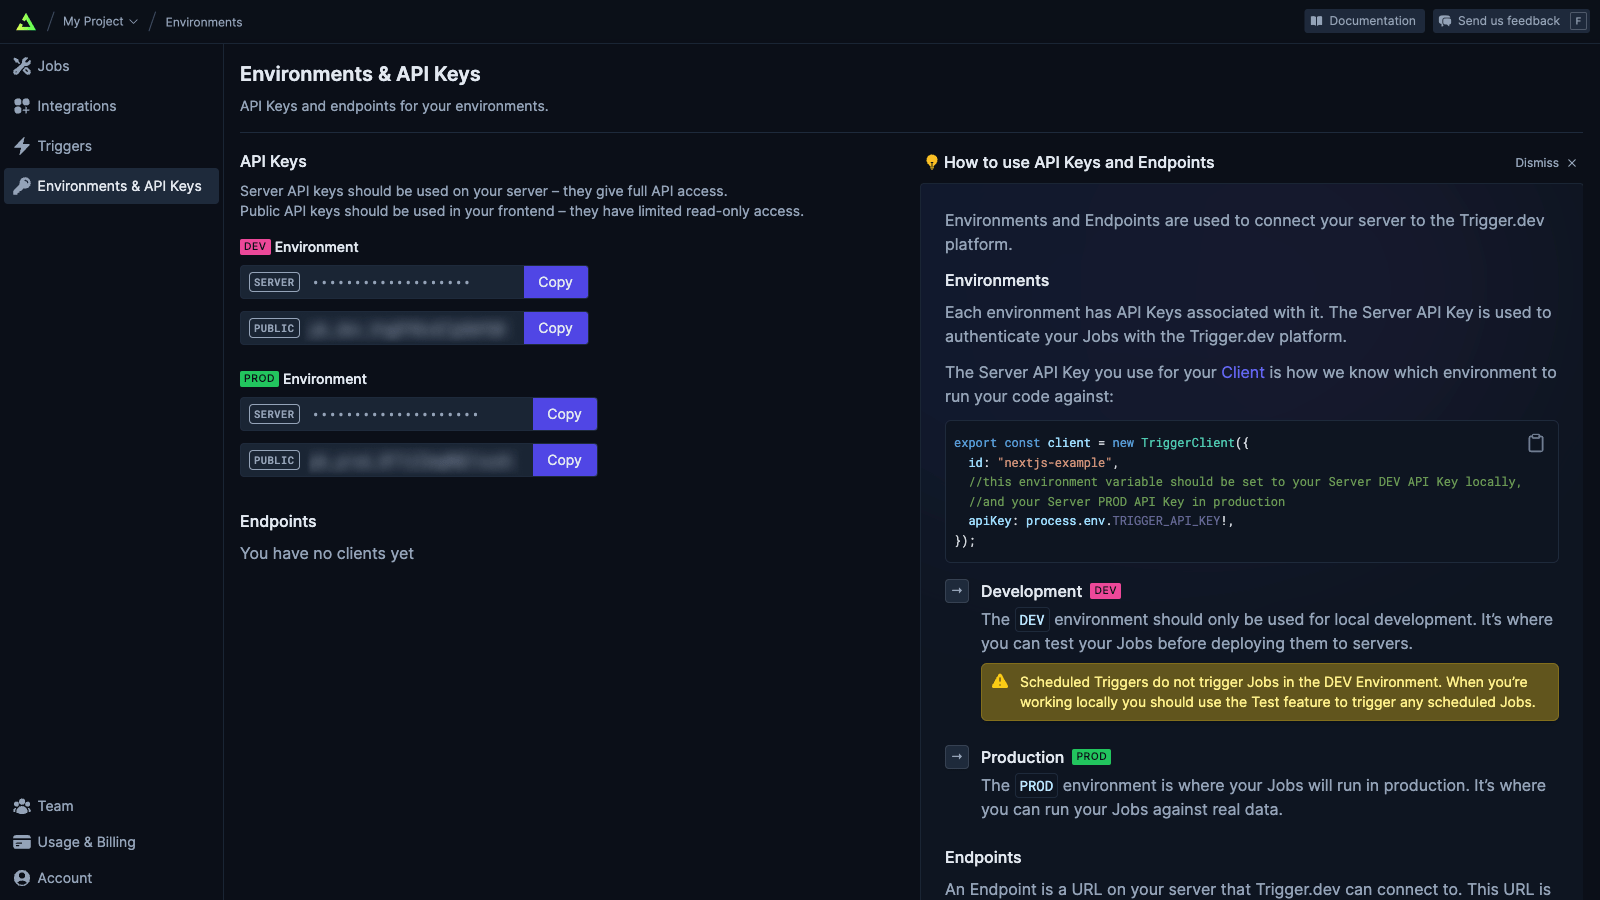 My Project
Environments
Documentation
Send us feedback F
Jobs
Integrations
Triggers
Environments & API Keys
Team
Usage & Billing
Account
Environments & API Keys
API Keys and endpoints for your environments.
API Keys
Server API keys should be used on your server – they give full API access.
Public API keys should be used in your frontend – they have limited read-only access.
DEV Environment
SERVER ••••••••••••••••••• Copy
PUBLIC Copy
PROD Environment
SERVER •••••••••••••••••••• Copy
PUBLIC Copy
Endpoints
You have no clients yet
How to use API Keys and Endpoints
Dismiss
Environments and Endpoints are used to connect your server to the Trigger.dev
platform.
Environments
Each environment has API Keys associated with it. The Server API Key is used to
authenticate your Jobs with the Trigger.dev platform.
The Server API Key you use for your Client is how we know which environment to
run your code against:
export const client = new TriggerClient({
id: "nextjs-example",
//this environment variable should be set to your Server DEV API Key locally,
//and your Server PROD API Key in production
apiKey: process.env.TRIGGER_API_KEY!,
});
→ Development DEV
The DEV environment should only be used for local development. It’s where
you can test your Jobs before deploying them to servers.
Scheduled Triggers do not trigger Jobs in the DEV Environment. When you’re
working locally you should use the Test feature to trigger any scheduled Jobs.
→ Production PROD
The PROD environment is where your Jobs will run in production. It’s where
you can run your Jobs against real data.
Endpoints
An Endpoint is a URL on your server that Trigger.dev can connect to. This URL is